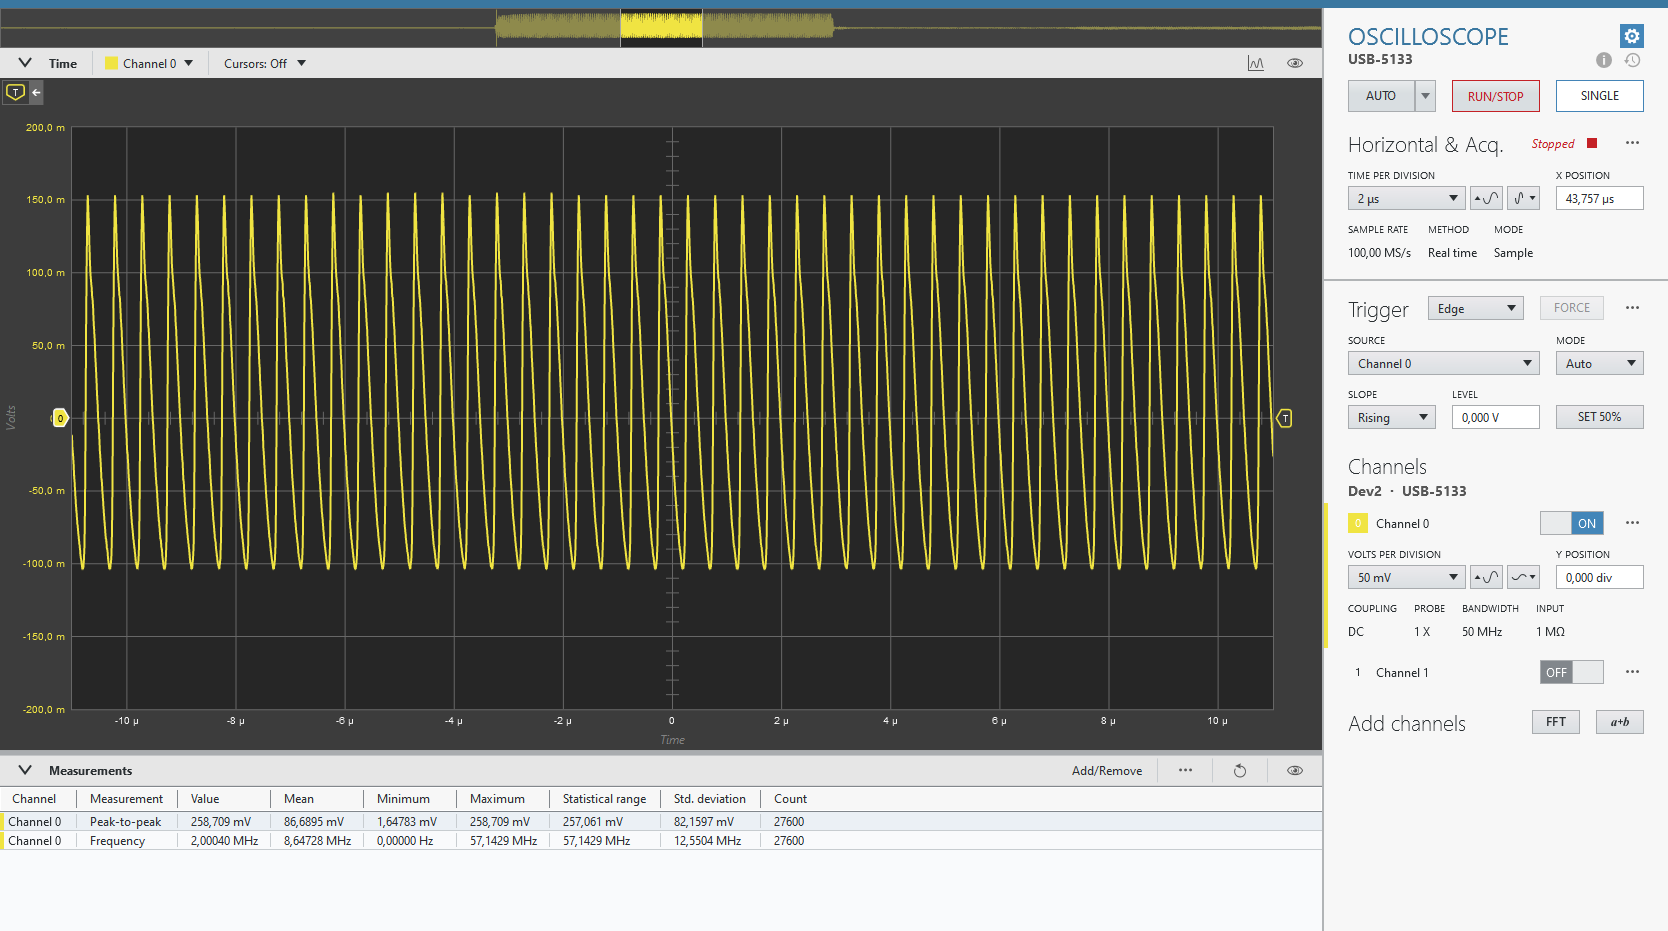 OSCILLOSCOPE
USB-5133
Time Channel 0 Cursors: Off
AUTO RUN/STOP SINGLE
Horizontal & Acq. Stopped
TIME PER DIVISION X POSITION
2 µs 43,757 µs
SAMPLE RATE METHOD MODE
100,00 MS/s Real time Sample
Trigger Edge FORCE
SOURCE MODE
Channel 0 Auto
SLOPE LEVEL
Rising 0,000 V SET 50%
Channels
Dev2 · USB-5133
0 Channel 0 ON
VOLTS PER DIVISION Y POSITION
50 mV 0,000 div
COUPLING PROBE BANDWIDTH INPUT
DC 1 X 50 MHz 1 MΩ
1 Channel 1 OFF
Add channels FFT a+b
T
200,0 m
150,0 m
100,0 m
50,0 m
0
T
-50,0 m
-100,0 m
-150,0 m
-200,0 m
Volts
-10 µ -8 µ -6 µ -4 µ -2 µ 0 2 µ 4 µ 6 µ 8 µ 10 µ
Time
Measurements Add/Remove
Channel Measurement Value Mean Minimum Maximum Statistical range Std. deviation Count
Channel 0 Peak-to-peak 258,709 mV 86,6895 mV 1,64783 mV 258,709 mV 257,061 mV 82,1597 mV 27600
Channel 0 Frequency 2,00040 MHz 8,64728 MHz 0,00000 Hz 57,1429 MHz 57,1429 MHz 12,5504 MHz 27600